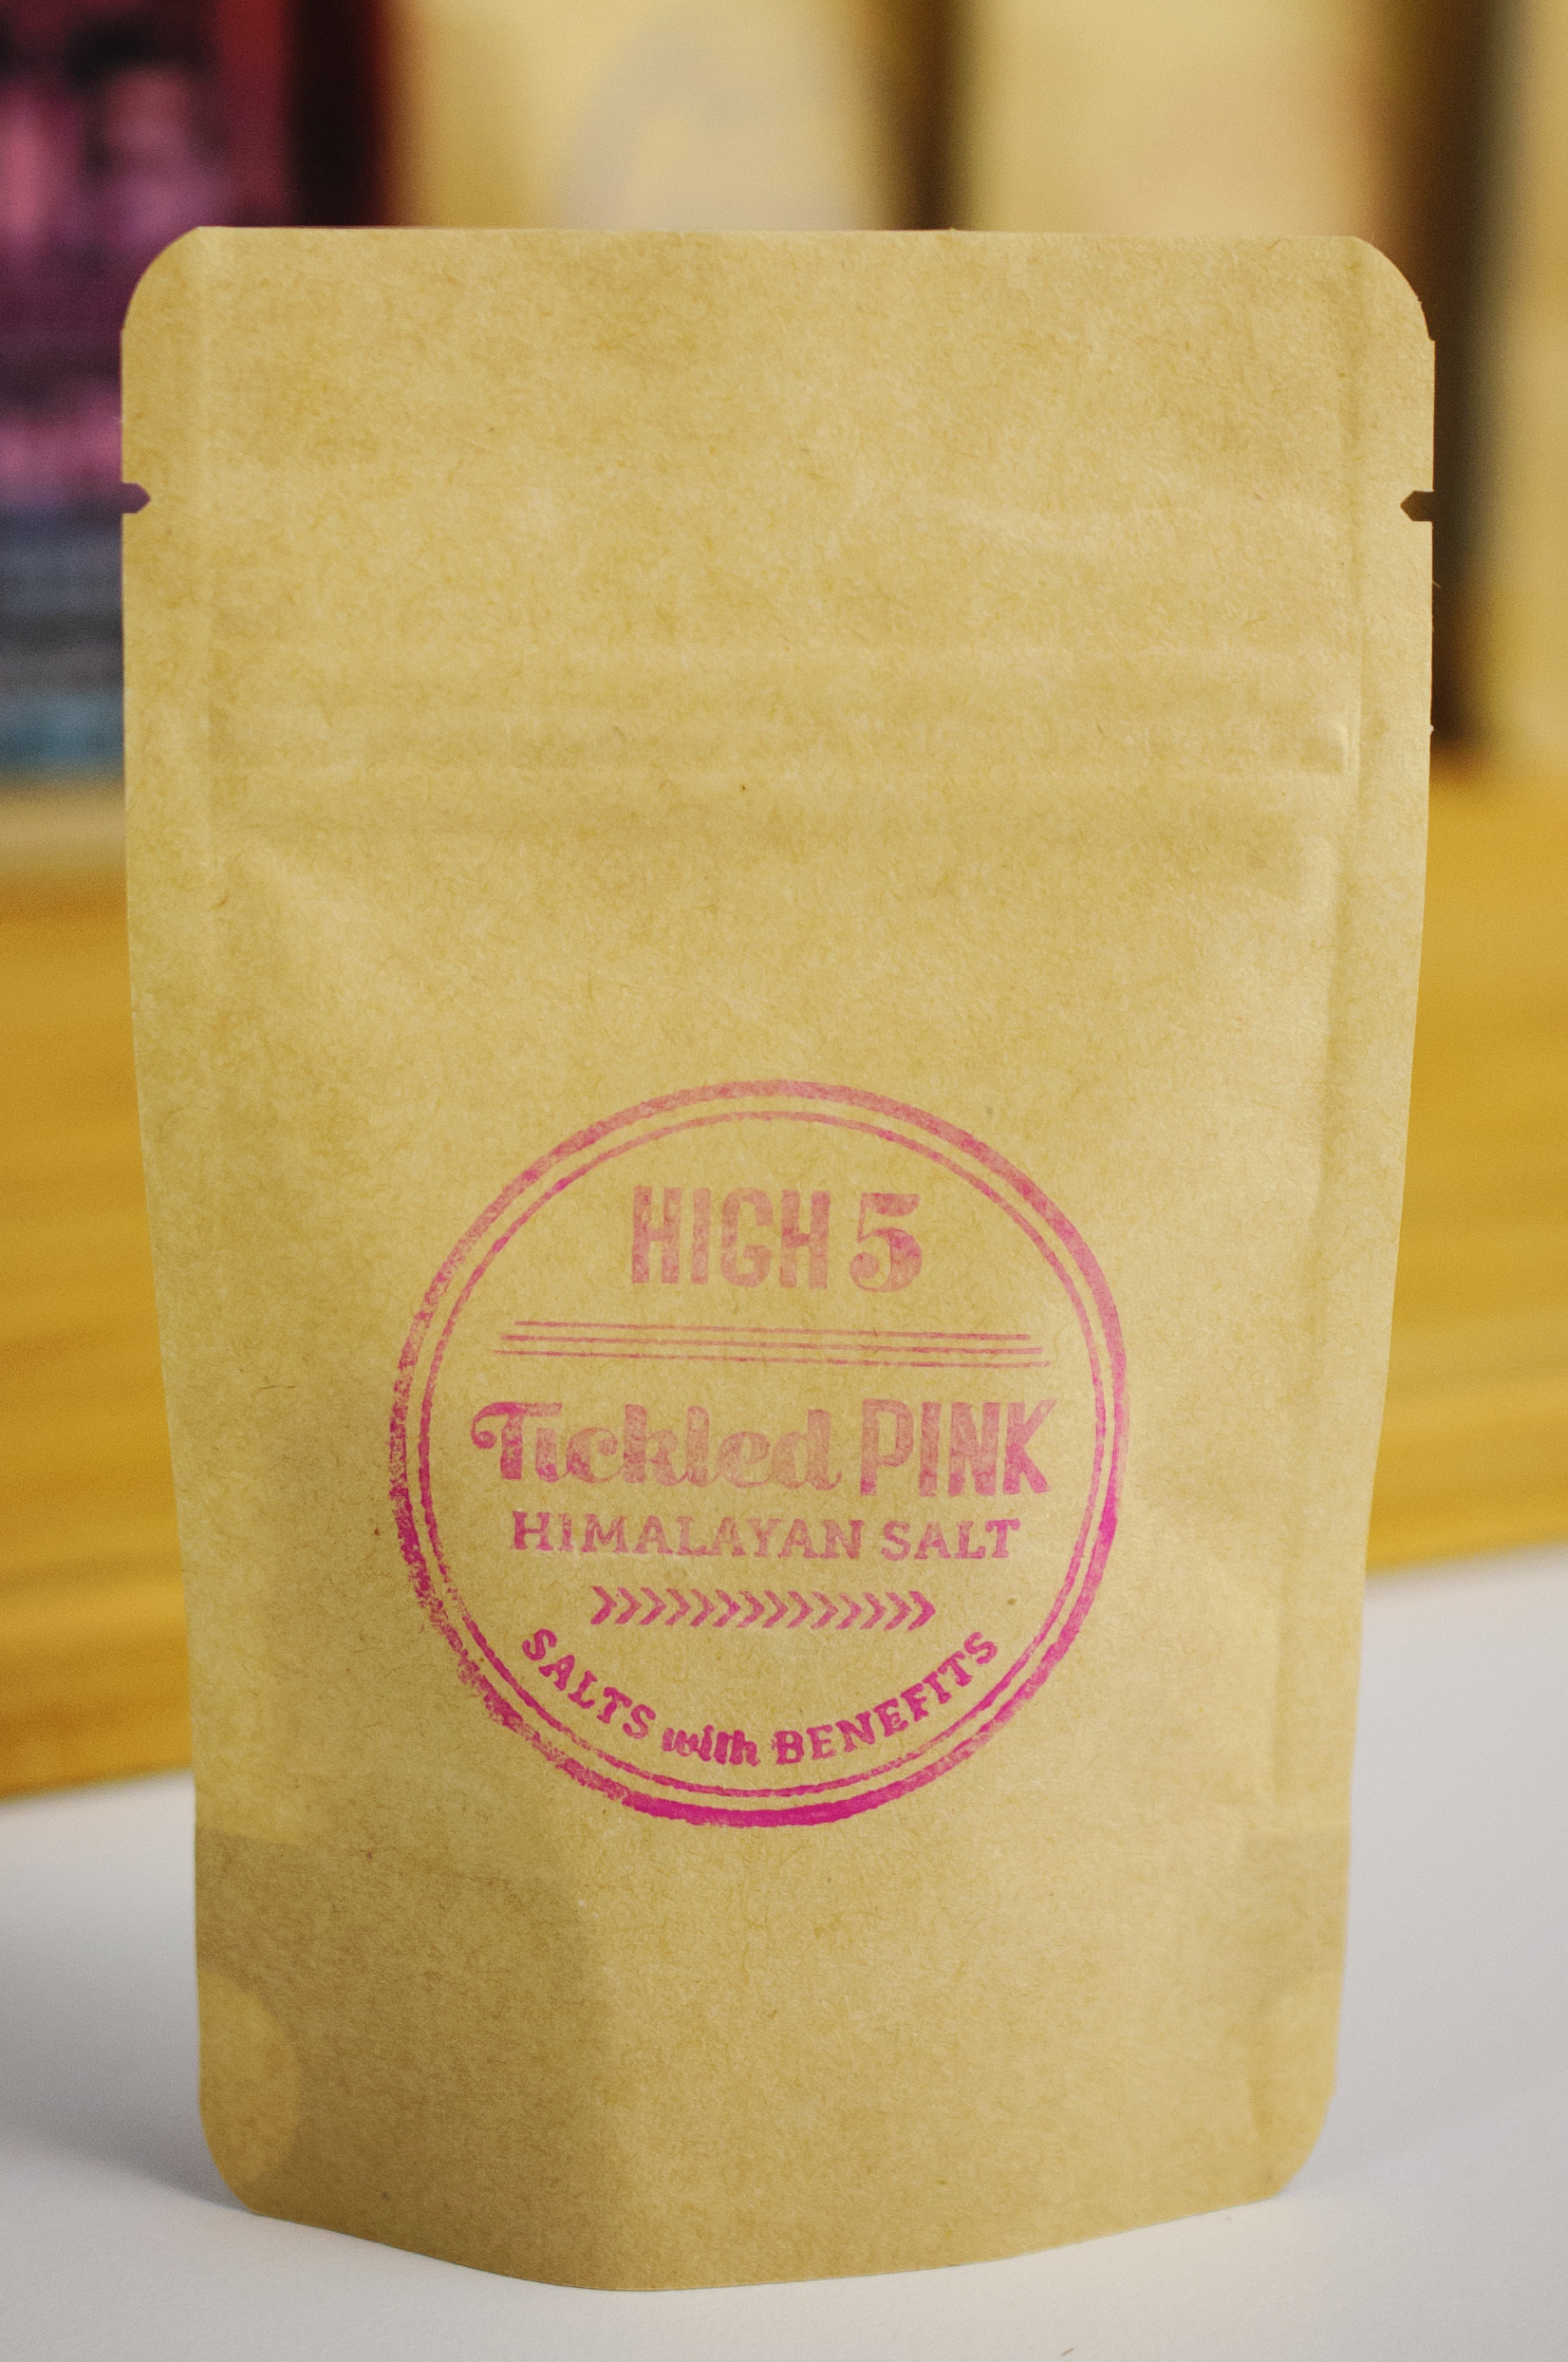 HIGH 5
Tickled PINK
HIMALAYAN SALT
SALTS with BENEFITS